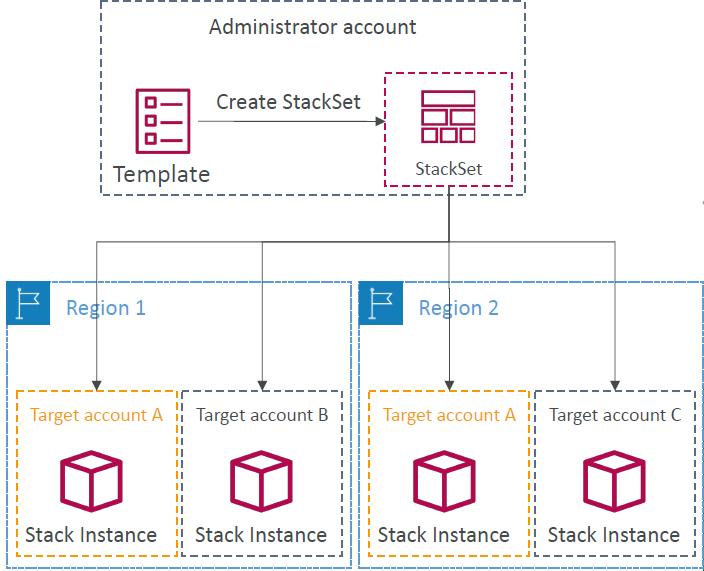 Administrator account
Create StackSet
Template
StackSet
Region 1
Region 2
Target account A
Target account B
Target account A
Target account C
Stack Instance
Stack Instance
Stack Instance
Stack Instance